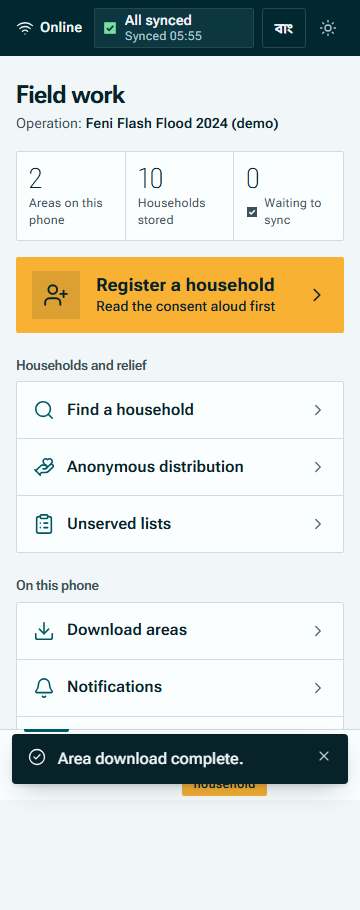 Online
All synced
Synced 05:55
বাং
Field work
Operation: Feni Flash Flood 2024 (demo)
2
Areas on this
phone
10
Households
stored
0
Waiting to
sync
Register a household
Read the consent aloud first
Households and relief
Find a household
Anonymous distribution
Unserved lists
On this phone
Download areas
Notifications
Area download complete.
household